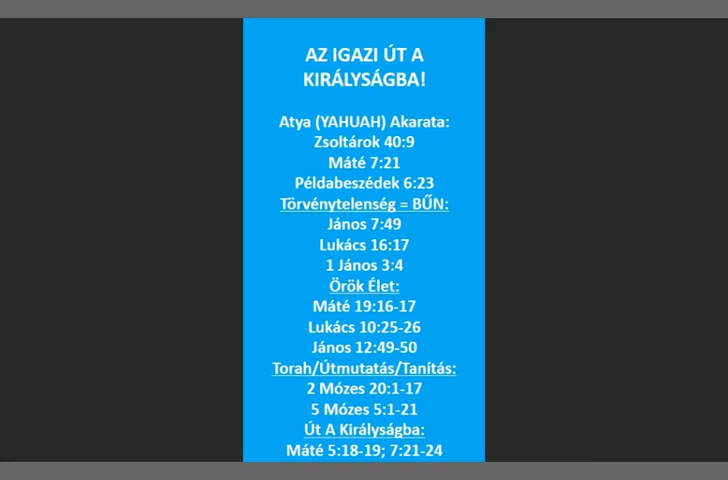 AZ IGAZI ÚT A
KIRÁLYSÁGBA!
Atya (YAHUAH) Akarata:
Zsoltárok 40:9
Máté 7:21
Példabeszédek 6:23
Törvénytelenség = BŰN:
János 7:49
Lukács 16:17
1 János 3:4
Örök Élet:
Máté 19:16-17
Lukács 10:25-26
János 12:49-50
Torah/Útmutatás/Tanítás:
2 Mózes 20:1-17
5 Mózes 5:1-21
Út A Királyságba:
Máté 5:18-19; 7:21-24